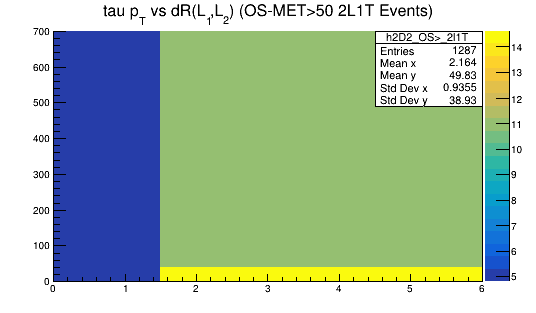 tau p_T vs dR(L_1,L_2) (OS-MET>50 2L1T Events)
h2D2_OS>_2l1T
Entries 1287
Mean x 2.164
Mean y 49.83
Std Dev x 0.9355
Std Dev y 38.93
700
600
500
400
300
200
100
0
0 1 2 3 4 5 6
14
13
12
11
10
9
8
7
6
5